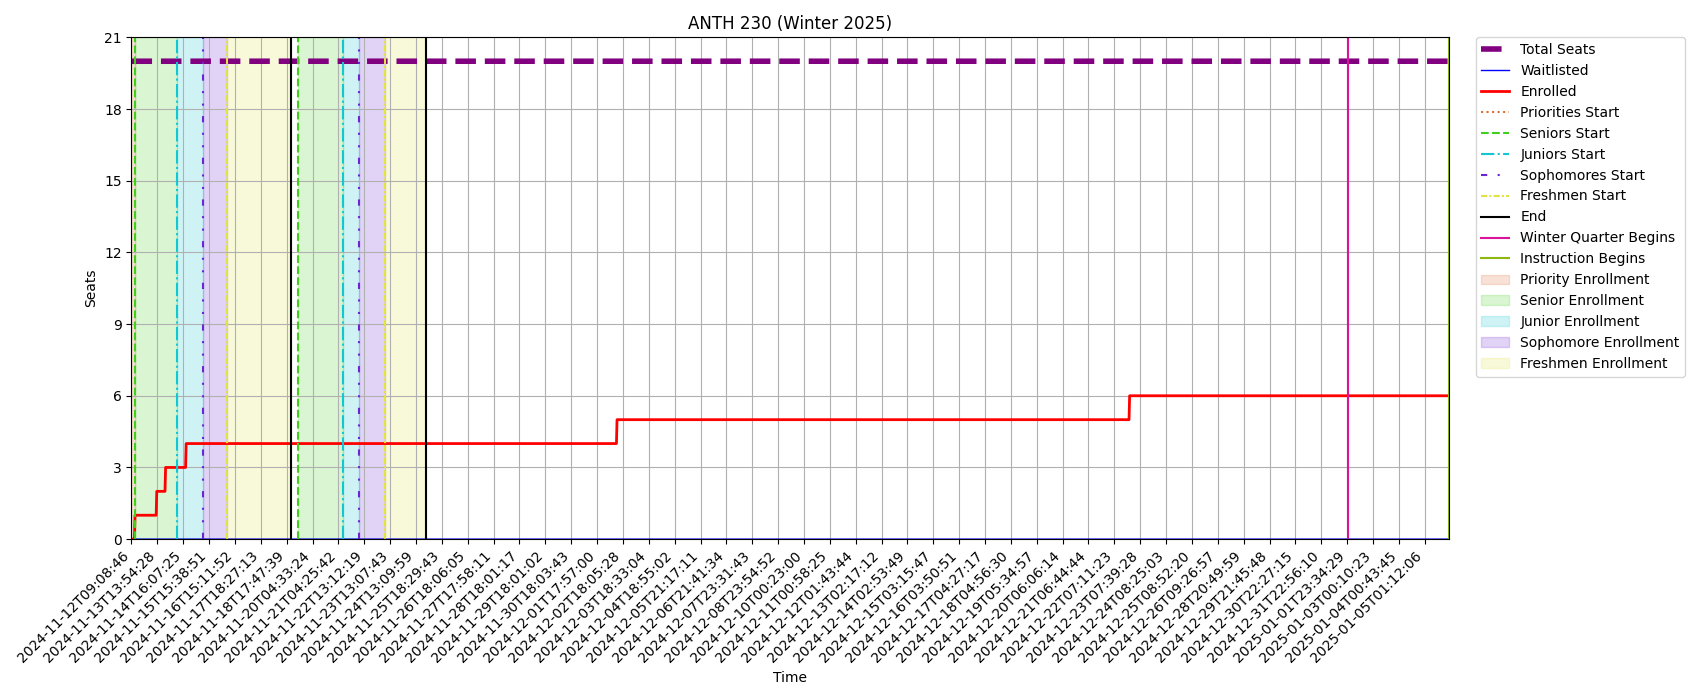 ANTH 230 (Winter 2025)
21
18
15
12
9
6
3
0
Seats
2024-11-12T09:08:46
2024-11-13T13:54:28
2024-11-14T16:07:25
2024-11-15T15:38:51
2024-11-16T15:11:52
2024-11-17T18:27:13
2024-11-18T17:47:39
2024-11-20T04:33:24
2024-11-21T04:25:42
2024-11-22T13:12:19
2024-11-23T13:07:43
2024-11-24T13:09:59
2024-11-25T18:29:43
2024-11-26T18:06:05
2024-11-27T17:58:11
2024-11-28T18:01:17
2024-11-29T18:01:02
2024-11-30T18:03:43
2024-12-01T17:57:00
2024-12-02T18:05:28
2024-12-03T18:33:04
2024-12-04T18:55:02
2024-12-05T21:17:11
2024-12-06T21:41:34
2024-12-07T23:31:43
2024-12-08T23:54:52
2024-12-10T00:23:00
2024-12-11T00:58:25
2024-12-12T01:43:44
2024-12-13T02:17:12
2024-12-14T02:53:49
2024-12-15T03:15:47
2024-12-16T03:50:51
2024-12-17T04:27:17
2024-12-18T04:56:30
2024-12-19T05:34:57
2024-12-20T06:06:14
2024-12-21T06:44:44
2024-12-22T07:11:23
2024-12-23T07:39:28
2024-12-24T08:25:03
2024-12-25T08:52:20
2024-12-26T09:26:57
2024-12-28T20:49:59
2024-12-29T21:45:48
2024-12-30T22:27:15
2024-12-31T22:56:10
2025-01-01T23:34:29
2025-01-03T00:10:23
2025-01-04T00:43:45
2025-01-05T01:12:06
Time
Total Seats
Waitlisted
Enrolled
Priorities Start
Seniors Start
Juniors Start
Sophomores Start
Freshmen Start
End
Winter Quarter Begins
Instruction Begins
Priority Enrollment
Senior Enrollment
Junior Enrollment
Sophomore Enrollment
Freshmen Enrollment